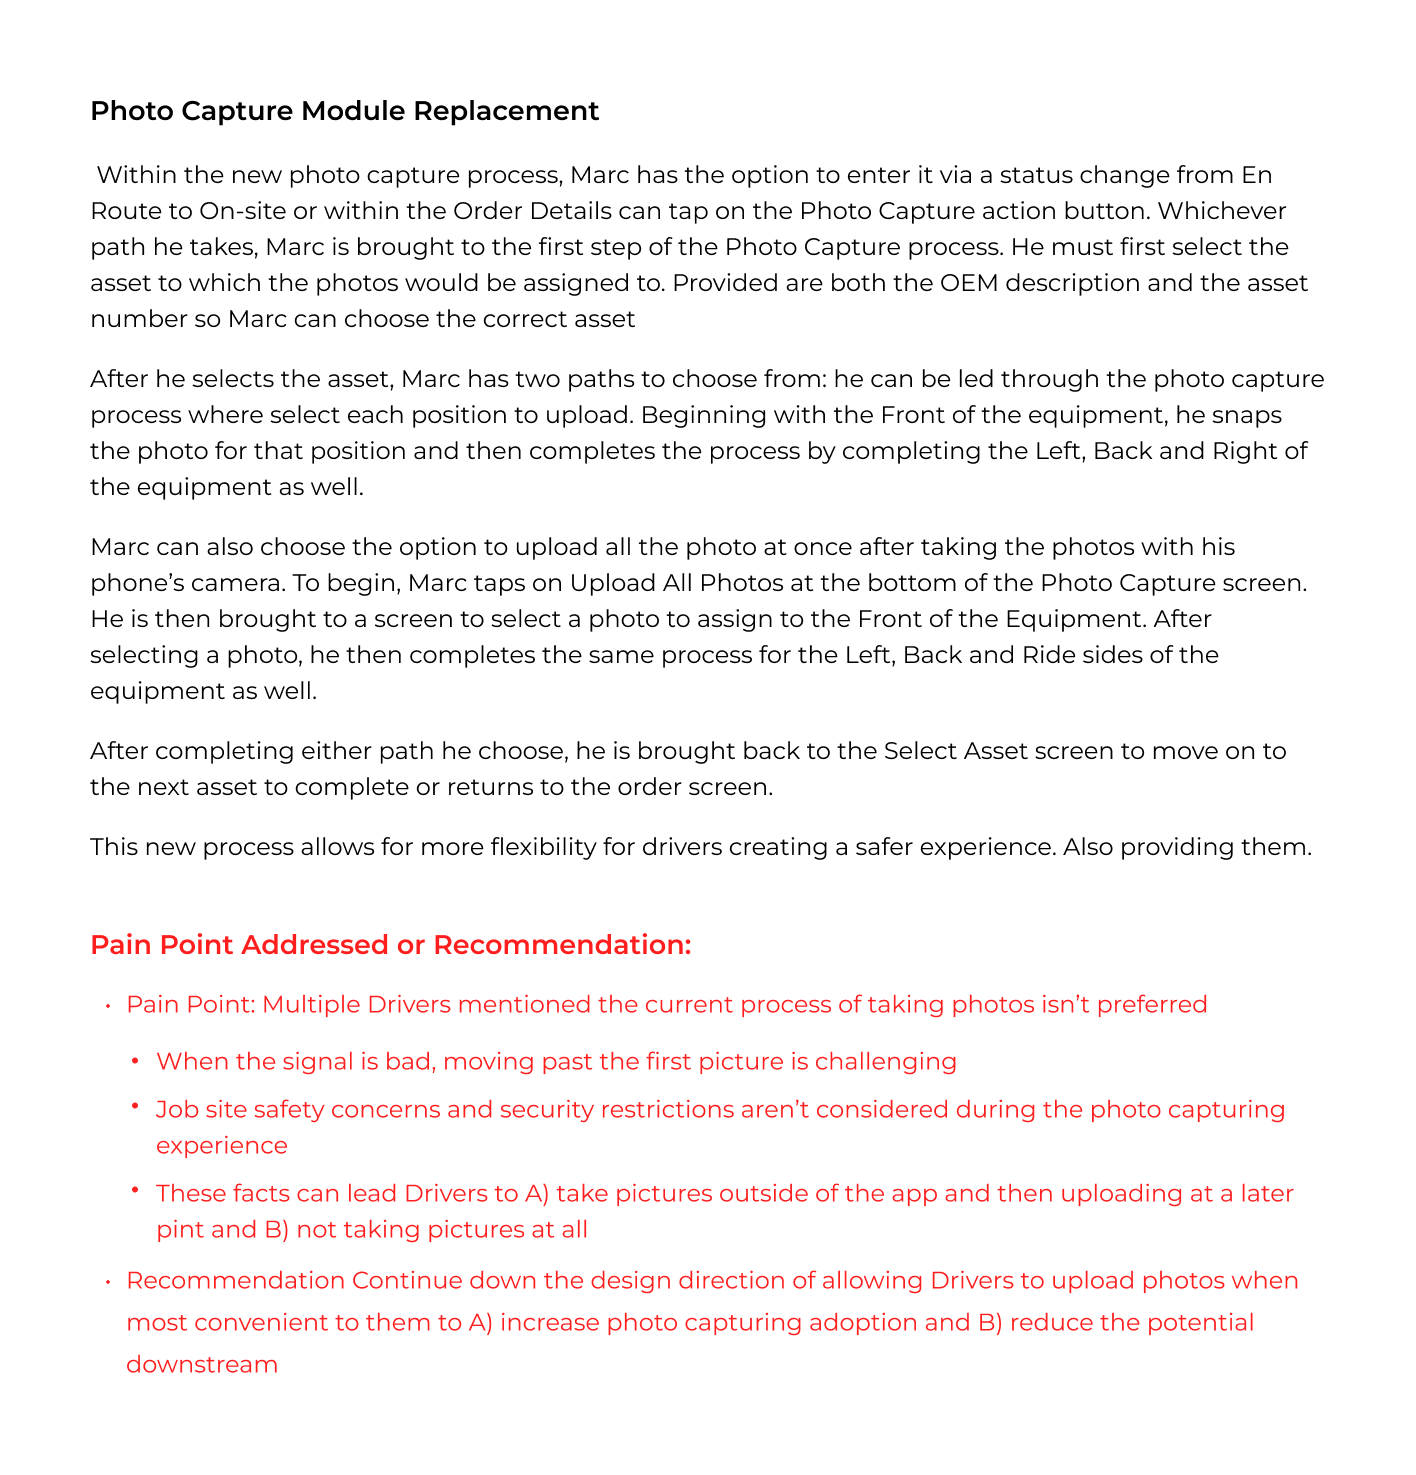 Photo Capture Module Replacement
Within the new photo capture process, Marc has the option to enter it via a status change from En
Route to On-site or within the Order Details can tap on the Photo Capture action button. Whichever
path he takes, Marc is brought to the first step of the Photo Capture process. He must first select the
asset to which the photos would be assigned to. Provided are both the OEM description and the asset
number so Marc can choose the correct asset
After he selects the asset, Marc has two paths to choose from: he can be led through the photo capture
process where select each position to upload. Beginning with the Front of the equipment, he snaps
the photo for that position and then completes the process by completing the Left, Back and Right of
the equipment as well.
Marc can also choose the option to upload all the photo at once after taking the photos with his
phone’s camera. To begin, Marc taps on Upload All Photos at the bottom of the Photo Capture screen.
He is then brought to a screen to select a photo to assign to the Front of the Equipment. After
selecting a photo, he then completes the same process for the Left, Back and Ride sides of the
equipment as well.
After completing either path he choose, he is brought back to the Select Asset screen to move on to
the next asset to complete or returns to the order screen.
This new process allows for more flexibility for drivers creating a safer experience. Also providing them.
Pain Point Addressed or Recommendation:
• Pain Point: Multiple Drivers mentioned the current process of taking photos isn’t preferred
• When the signal is bad, moving past the first picture is challenging
• Job site safety concerns and security restrictions aren’t considered during the photo capturing
experience
• These facts can lead Drivers to A) take pictures outside of the app and then uploading at a later
pint and B) not taking pictures at all
• Recommendation Continue down the design direction of allowing Drivers to upload photos when
most convenient to them to A) increase photo capturing adoption and B) reduce the potential
downstream